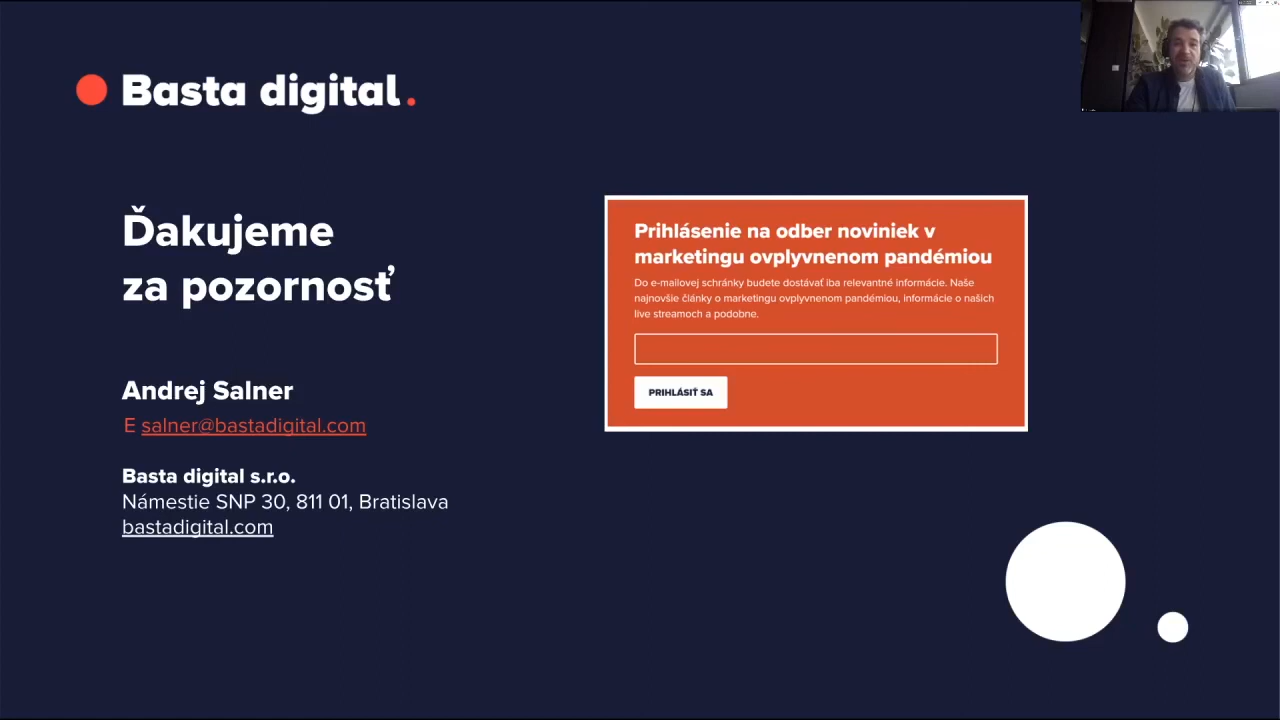 Basta digital.
Ďakujeme
za pozornosť
Andrej Salner
E salner@bastadigital.com
Basta digital s.r.o.
Námestie SNP 30, 811 01, Bratislava
bastadigital.com
Prihlásenie na odber noviniek v
marketingu ovplyvnenom pandémiou
Do e-mailovej schránky budete dostávať iba relevantné informácie. Naše
najnovšie články o marketingu ovplyvnenom pandémiou, informácie o našich
live streamoch a podobne.
PRIHLÁSIŤ SA